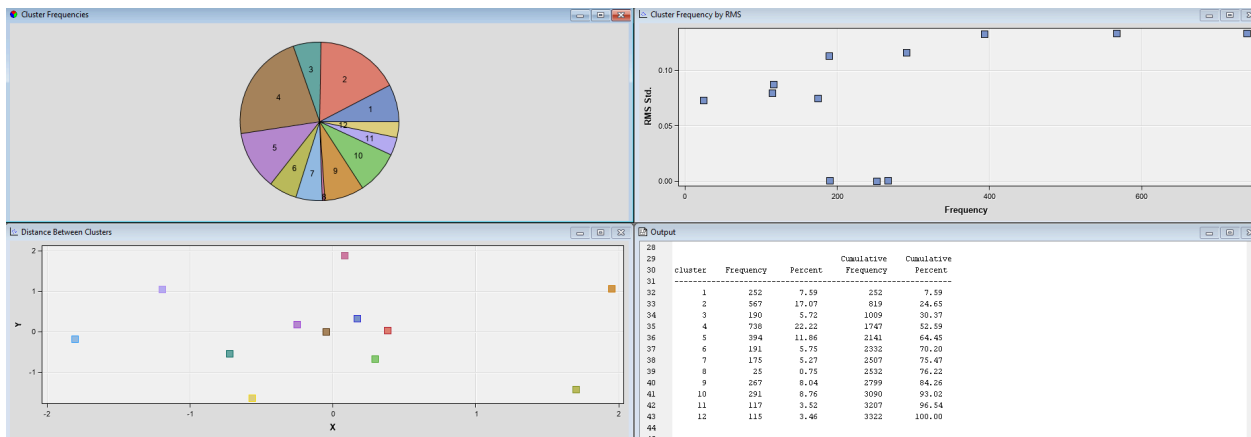 Cluster Frequencies
3
2
4
1
12
11
5
10
6
7
9
8
Cluster Frequency by RMS
0.10
0.05
0.00
RMS Std.
0 200 400 600
Frequency
Distance Between Clusters
2
1
0
-1
Y
-2 -1 0 1 2
X
Output
28
29 Cumulative Cumulative
30 cluster Frequency Percent Frequency Percent
31 ----------------------------------------------------------
32 1 252 7.59 252 7.59
33 2 567 17.07 819 24.65
34 3 190 5.72 1009 30.37
35 4 738 22.22 1747 52.59
36 5 394 11.86 2141 64.45
37 6 191 5.75 2332 70.20
38 7 175 5.27 2507 75.47
39 8 25 0.75 2532 76.22
40 9 267 8.04 2799 84.26
41 10 291 8.76 3090 93.02
42 11 117 3.52 3207 96.54
43 12 115 3.46 3322 100.00
44